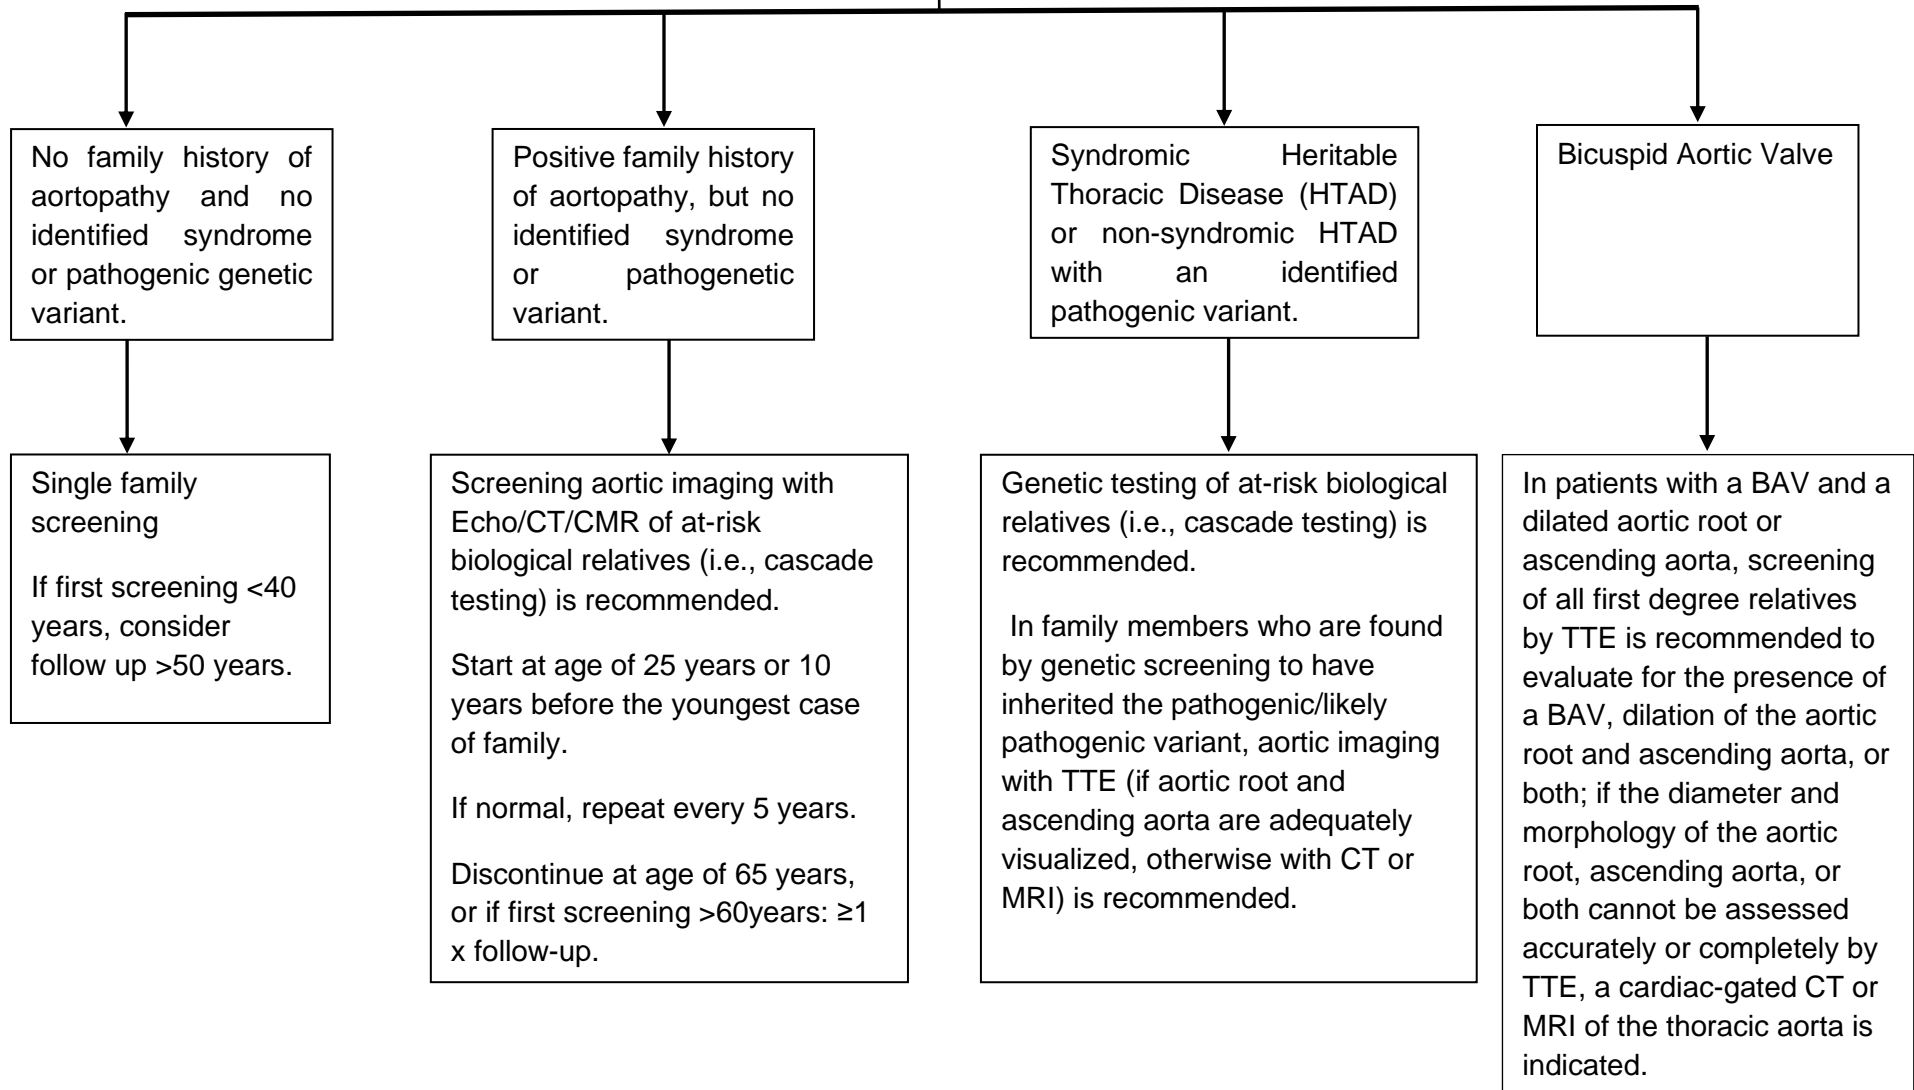 No family history of
aortopathy and no
identified syndrome
or pathogenic genetic
variant.
Positive family history
of aortopathy, but no
identified syndrome
or pathogenetic
variant.
Syndromic Heritable
Thoracic Disease (HTAD)
or non-syndromic HTAD
with an identified
pathogenic variant.
Bicuspid Aortic Valve
Single family
screening
If first screening <40
years, consider
follow up >50 years.
Screening aortic imaging with
Echo/CT/CMR of at-risk
biological relatives (i.e., cascade
testing) is recommended.
Start at age of 25 years or 10
years before the youngest case
of family.
If normal, repeat every 5 years.
Discontinue at age of 65 years,
or if first screening >60years: ≥1
x follow-up.
Genetic testing of at-risk biological
relatives (i.e., cascade testing) is
recommended.
In family members who are found
by genetic screening to have
inherited the pathogenic/likely
pathogenic variant, aortic imaging
with TTE (if aortic root and
ascending aorta are adequately
visualized, otherwise with CT or
MRI) is recommended.
In patients with a BAV and a
dilated aortic root or
ascending aorta, screening
of all first degree relatives
by TTE is recommended to
evaluate for the presence of
a BAV, dilation of the aortic
root and ascending aorta, or
both; if the diameter and
morphology of the aortic
root, ascending aorta, or
both cannot be assessed
accurately or completely by
TTE, a cardiac-gated CT or
MRI of the thoracic aorta is
indicated.